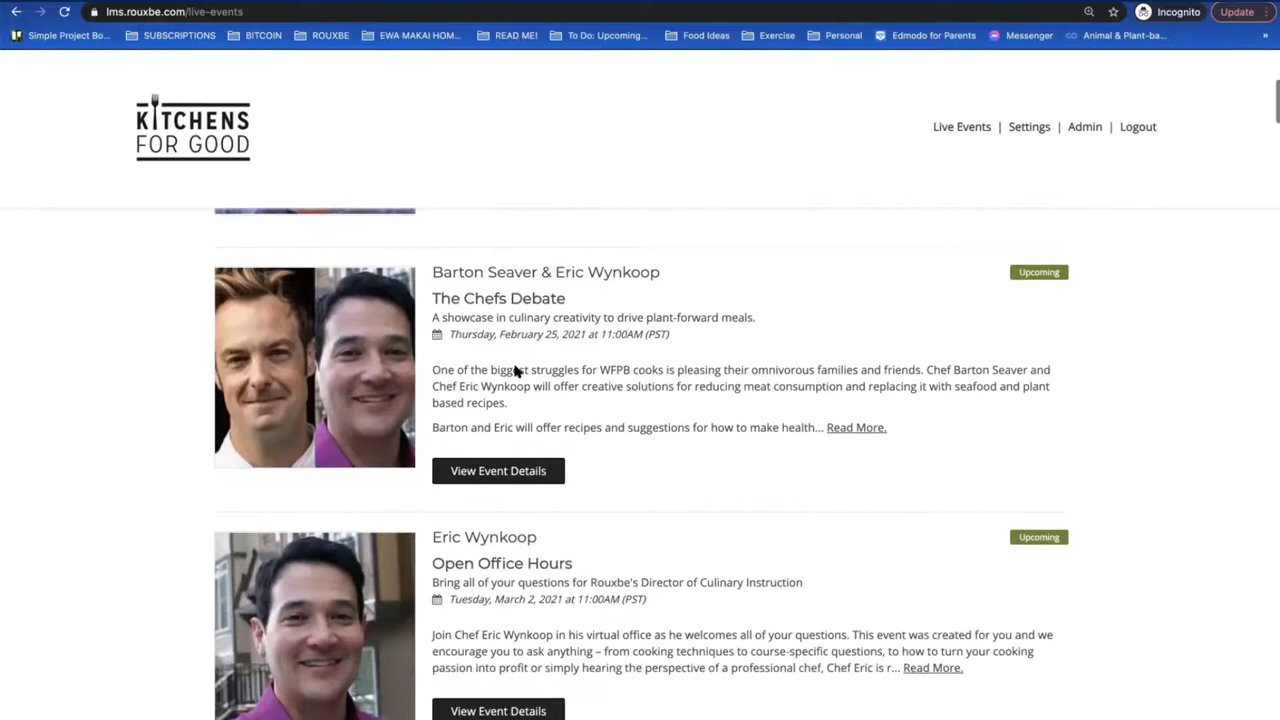 lms.rouxbe.com/live-events
Incognito
Update
Simple Project Bo...
SUBSCRIPTIONS
BITCOIN
ROUXBE
EWA MAKAI HOM...
READ ME!
To Do: Upcoming...
Food Ideas
Exercise
Personal
Edmodo for Parents
Messenger
Animal & Plant-ba...
»
KITCHENS
FOR GOOD
Live Events | Settings | Admin | Logout
Barton Seaver & Eric Wynkoop
Upcoming
The Chefs Debate
A showcase in culinary creativity to drive plant-forward meals.
Thursday, February 25, 2021 at 11:00AM (PST)
One of the biggest struggles for WFPB cooks is pleasing their omnivorous families and friends. Chef Barton Seaver and
Chef Eric Wynkoop will offer creative solutions for reducing meat consumption and replacing it with seafood and plant
based recipes.
Barton and Eric will offer recipes and suggestions for how to make health... Read More.
View Event Details
Eric Wynkoop
Upcoming
Open Office Hours
Bring all of your questions for Rouxbe's Director of Culinary Instruction
Tuesday, March 2, 2021 at 11:00AM (PST)
Join Chef Eric Wynkoop in his virtual office as he welcomes all of your questions. This event was created for you and we
encourage you to ask anything – from cooking techniques to course-specific questions, to how to turn your cooking
passion into profit or simply hearing the perspective of a professional chef, Chef Eric is r... Read More.
View Event Details